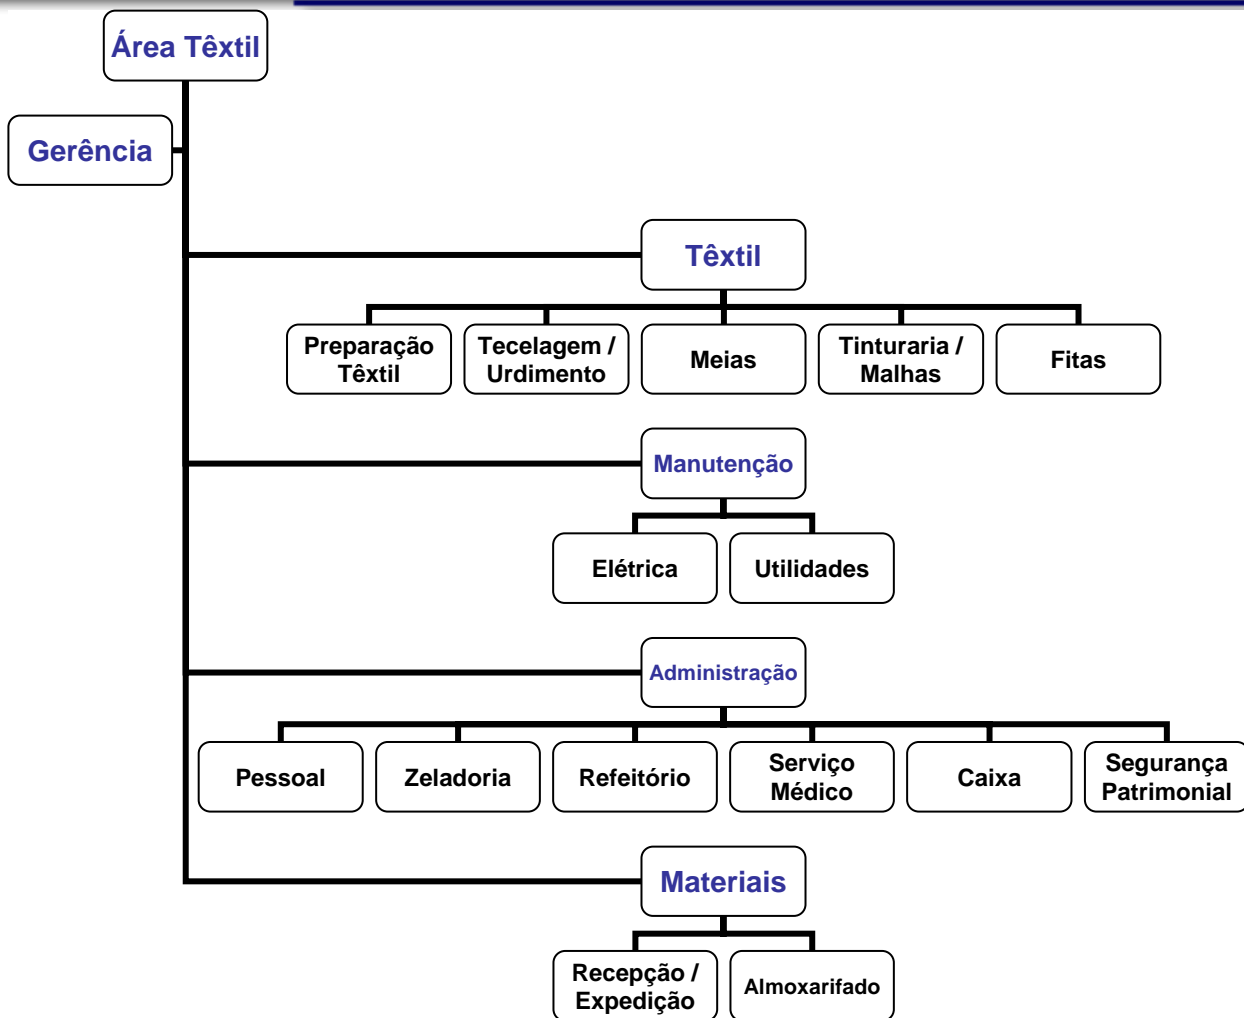 Área Têxtil
Gerência
Têxtil
Preparação
Têxtil
Tecelagem /
Urdimento
Meias
Tinturaria /
Malhas
Fitas
Manutenção
Elétrica
Utilidades
Administração
Pessoal
Zeladoria
Refeitório
Serviço
Médico
Caixa
Segurança
Patrimonial
Materiais
Recepção /
Expedição
Almoxarifado